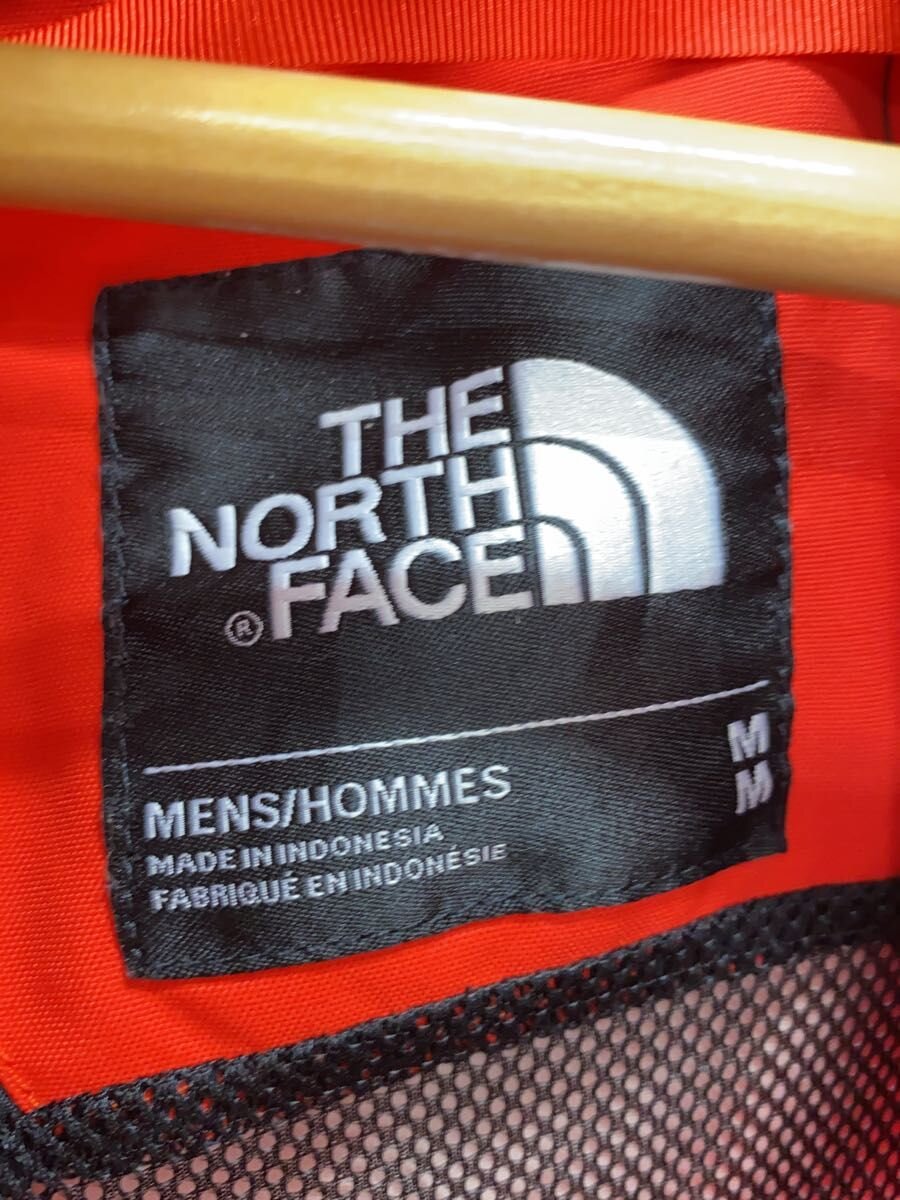 THE
NORTH
® FACE
M
M
MENS/HOMMES
MADE IN INDONESIA
FABRIQUÉ EN INDONÉSIE